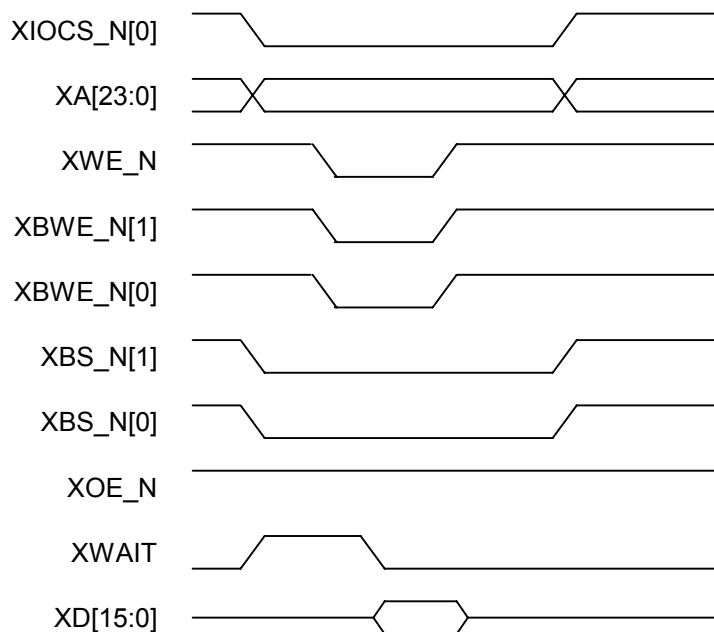 XIOCS_N[0]
XA[23:0]
XWE_N
XBWE_N[1]
XBWE_N[0]
XBS_N[1]
XBS_N[0]
XOE_N
XWAIT
XD[15:0]